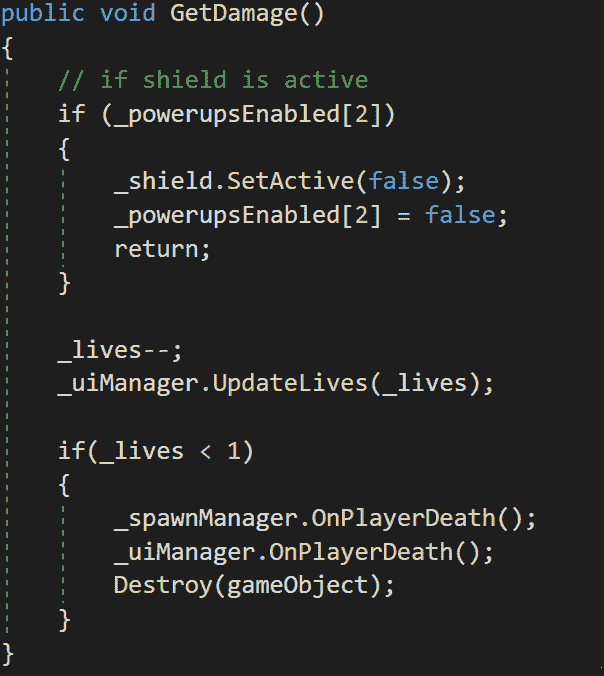 public void GetDamage()
{
// if shield is active
if (_powerupsEnabled[2])
{
_shield.SetActive(false);
_powerupsEnabled[2] = false;
return;
}
_lives--;
_uiManager.UpdateLives(_lives);
if(_lives < 1)
{
_spawnManager.OnPlayerDeath();
_uiManager.OnPlayerDeath();
Destroy(gameObject);
}
}